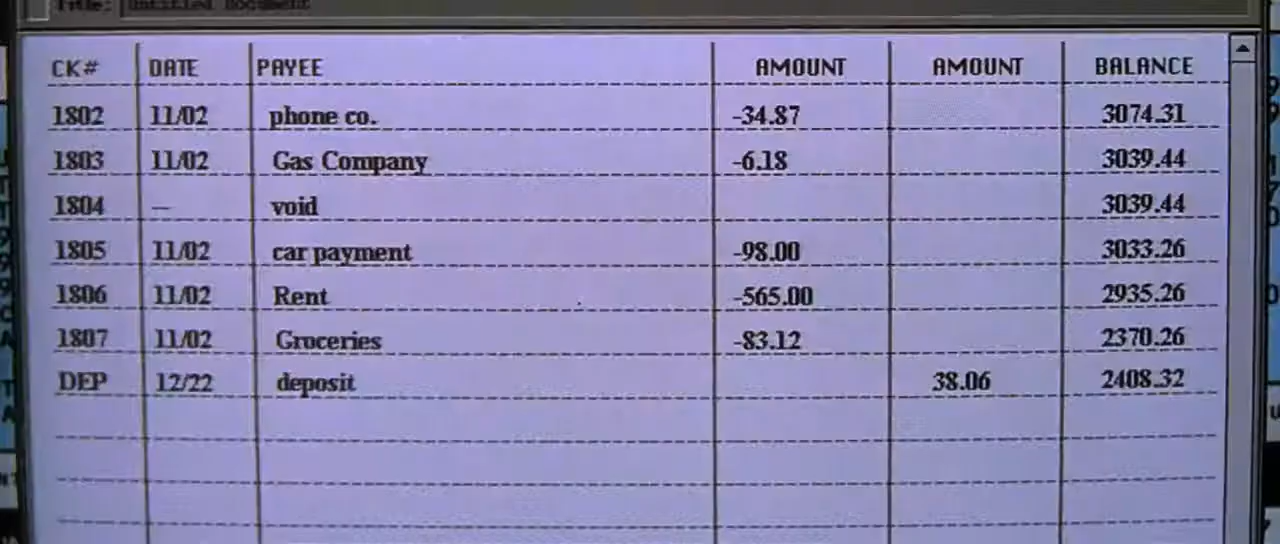 Title: Untitled Document
CK# DATE PAYEE AMOUNT AMOUNT BALANCE
1802 11/02 phone co. -34.87 3074.31
1803 11/02 Gas Company -6.18 3039.44
1804 — void 3039.44
1805 11/02 car payment -98.00 3033.26
1806 11/02 Rent -565.00 2935.26
1807 11/02 Groceries -83.12 2370.26
DEP 12/22 deposit 38.06 2408.32